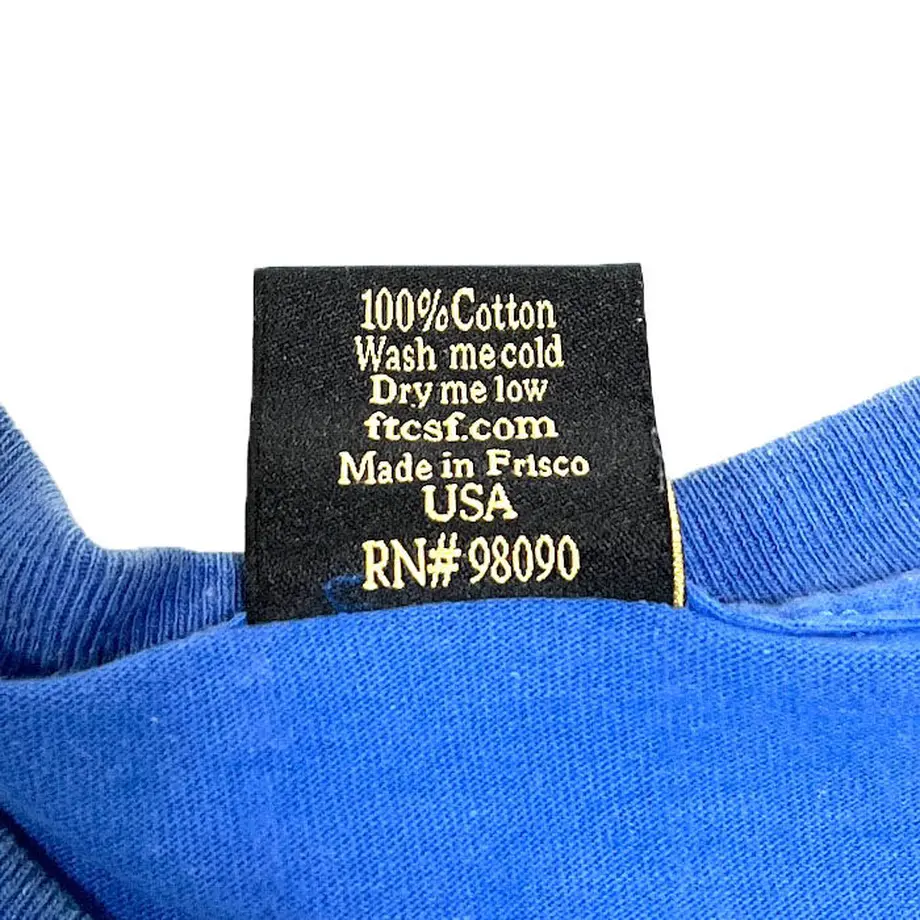 100%Cotton
Wash me cold
Dry me low
ftcsf.com
Made in Frisco
USA
RN# 98090